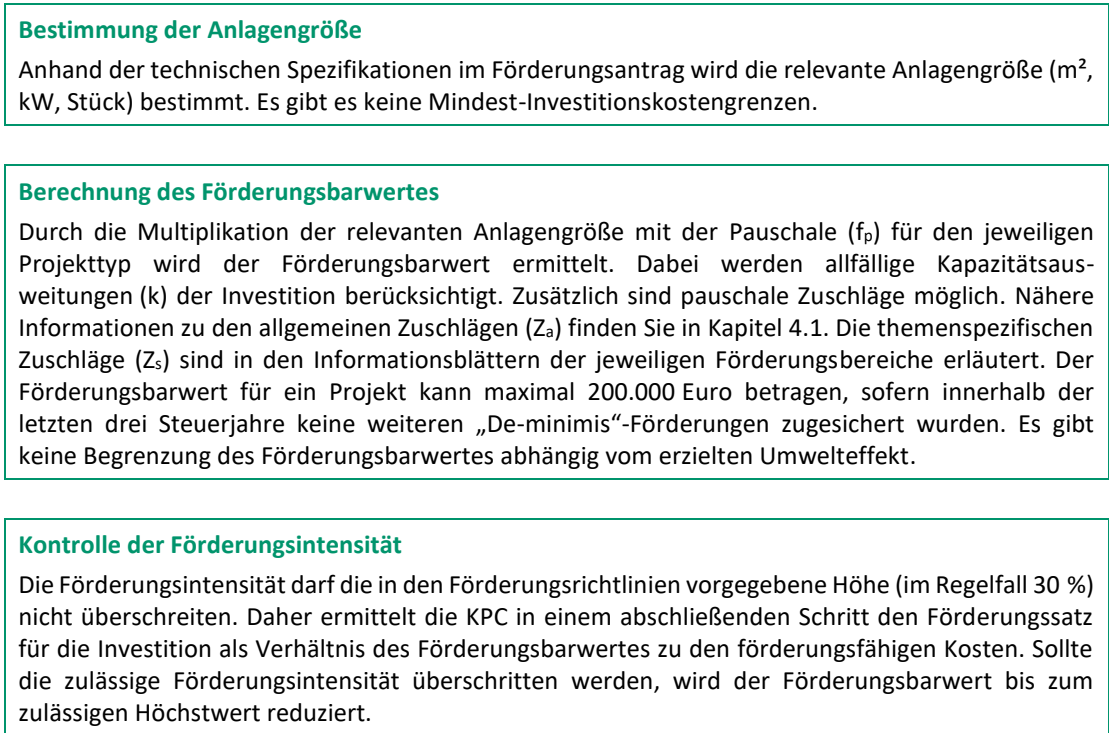 Bestimmung der Anlagengröße
Anhand der technischen Spezifikationen im Förderungsantrag wird die relevante Anlagengröße (m²,
kW, Stück) bestimmt. Es gibt es keine Mindest-Investitionskostengrenzen.
Berechnung des Förderungsbarwertes
Durch die Multiplikation der relevanten Anlagengröße mit der Pauschale (fₚ) für den jeweiligen
Projekttyp wird der Förderungsbarwert ermittelt. Dabei werden allfällige Kapazitätsaus-
weitungen (k) der Investition berücksichtigt. Zusätzlich sind pauschale Zuschläge möglich. Nähere
Informationen zu den allgemeinen Zuschlägen (Zₐ) finden Sie in Kapitel 4.1. Die themenspezifischen
Zuschläge (Zₛ) sind in den Informationsblättern der jeweiligen Förderungsbereiche erläutert. Der
Förderungsbarwert für ein Projekt kann maximal 200.000 Euro betragen, sofern innerhalb der
letzten drei Steuerjahre keine weiteren „De-minimis“-Förderungen zugesichert wurden. Es gibt
keine Begrenzung des Förderungsbarwertes abhängig vom erzielten Umwelteffekt.
Kontrolle der Förderungsintensität
Die Förderungsintensität darf die in den Förderungsrichtlinien vorgegebene Höhe (im Regelfall 30 %)
nicht überschreiten. Daher ermittelt die KPC in einem abschließenden Schritt den Förderungssatz
für die Investition als Verhältnis des Förderungsbarwertes zu den förderungsfähigen Kosten. Sollte
die zulässige Förderungsintensität überschritten werden, wird der Förderungsbarwert bis zum
zulässigen Höchstwert reduziert.